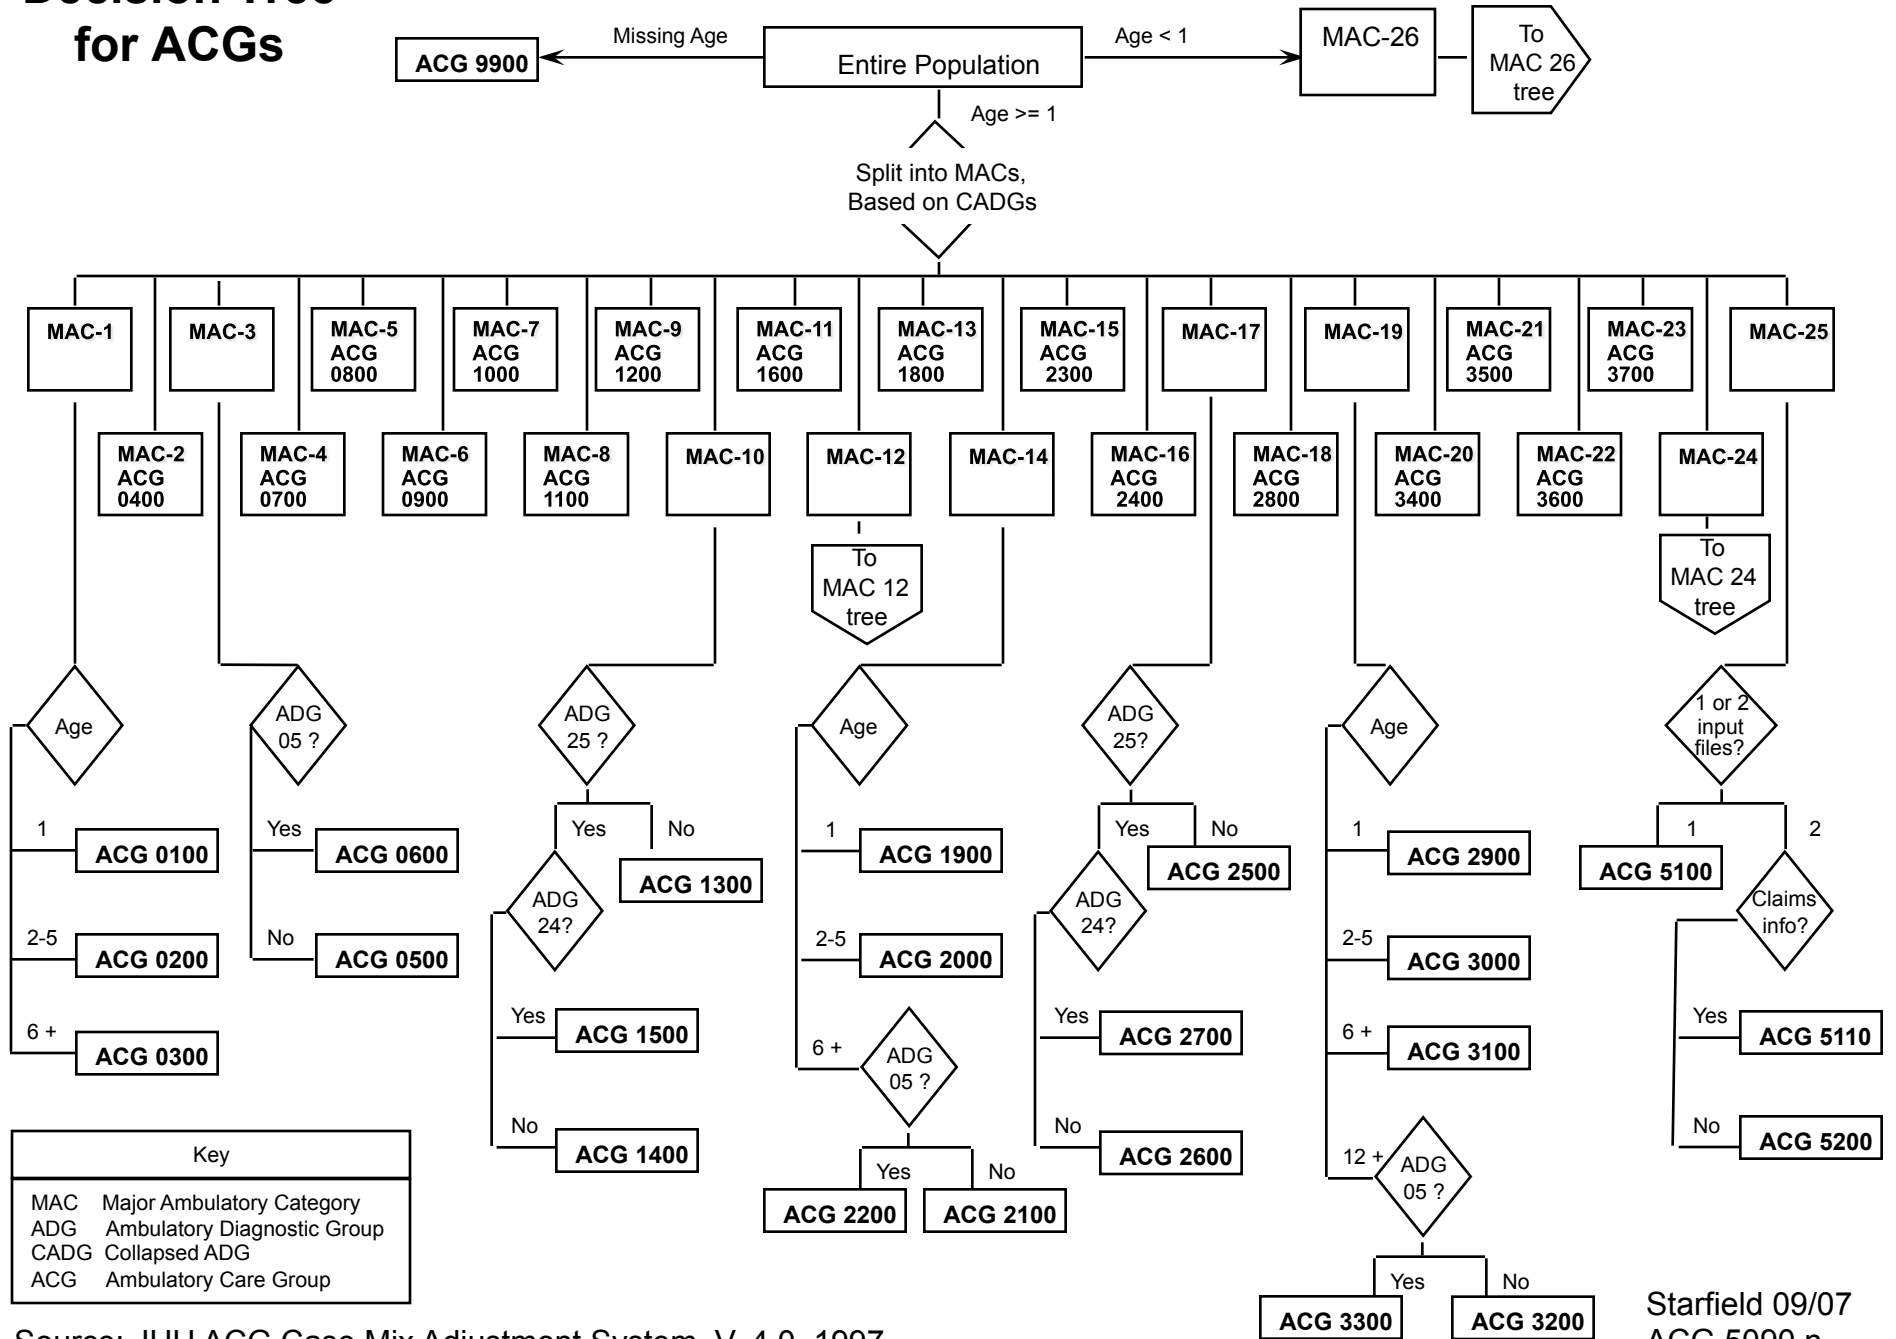 for ACGs
Missing Age
ACG 9900
Entire Population
Age < 1
MAC-26
To
MAC 26
tree
Age >= 1
Split into MACs,
Based on CADGs
MAC-1
MAC-3
MAC-5
ACG
0800
MAC-7
ACG
1000
MAC-9
ACG
1200
MAC-11
ACG
1600
MAC-13
ACG
1800
MAC-15
ACG
2300
MAC-17
MAC-19
MAC-21
ACG
3500
MAC-23
ACG
3700
MAC-25
MAC-2
ACG
0400
MAC-4
ACG
0700
MAC-6
ACG
0900
MAC-8
ACG
1100
MAC-10
MAC-12
MAC-14
MAC-16
ACG
2400
MAC-18
ACG
2800
MAC-20
ACG
3400
MAC-22
ACG
3600
MAC-24
To
MAC 12
tree
To
MAC 24
tree
Age
1
ACG 0100
2-5
ACG 0200
6 +
ACG 0300
ADG
05 ?
Yes
ACG 0600
No
ACG 0500
ADG
25 ?
Yes
No
ACG 1300
ADG
24?
Yes
ACG 1500
No
ACG 1400
Age
1
ACG 1900
2-5
ACG 2000
6 +
ADG
05 ?
Yes
No
ACG 2200
ACG 2100
ADG
25?
Yes
No
ACG 2500
ADG
24?
Yes
ACG 2700
No
ACG 2600
Age
1
ACG 2900
2-5
ACG 3000
6 +
ACG 3100
12 +
ADG
05 ?
Yes
No
ACG 3300
ACG 3200
1 or 2
input
files?
1
2
ACG 5100
Claims
info?
Yes
ACG 5110
No
ACG 5200
Key
MAC Major Ambulatory Category
ADG Ambulatory Diagnostic Group
CADG Collapsed ADG
ACG Ambulatory Care Group
Starfield 09/07